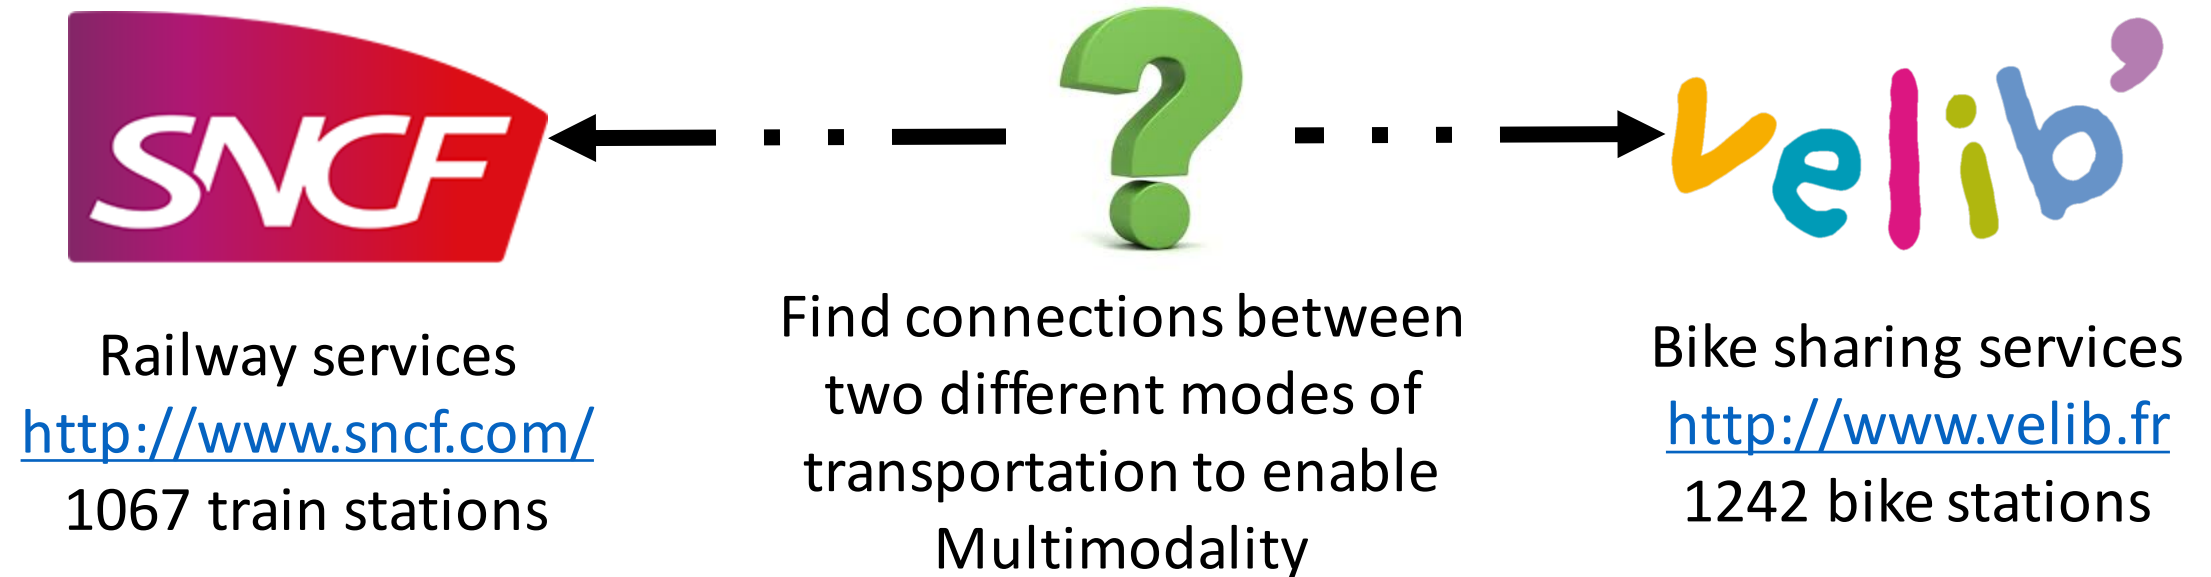 SNCF
Railway services
http://www.sncf.com/
1067 train stations
?
Find connections between
two different modes of
transportation to enable
Multimodality
velib'
Bike sharing services
http://www.velib.fr
1242 bike stations